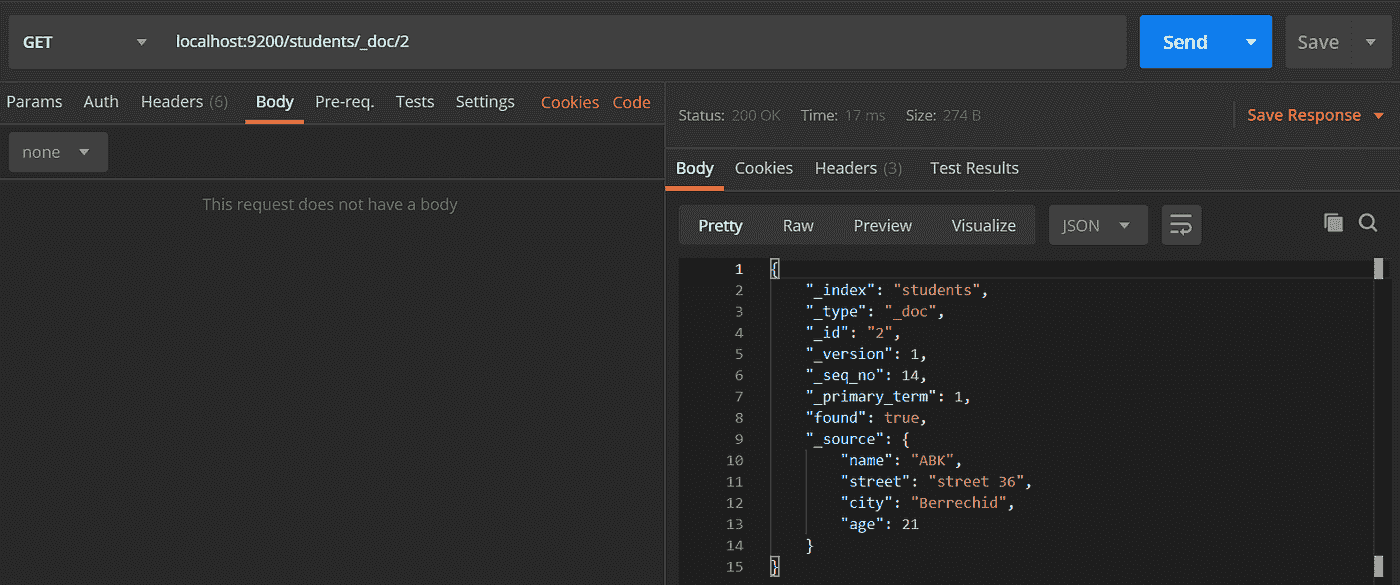 GET localhost:9200/students/_doc/2 Send Save
Params Auth Headers (6) Body Pre-req. Tests Settings Cookies Code
none
This request does not have a body
Status: 200 OK Time: 17 ms Size: 274 B Save Response
Body Cookies Headers (3) Test Results
Pretty Raw Preview Visualize JSON
1 {
2 "_index": "students",
3 "_type": "_doc",
4 "_id": "2",
5 "_version": 1,
6 "_seq_no": 14,
7 "_primary_term": 1,
8 "found": true,
9 "_source": {
10 "name": "ABK",
11 "street": "street 36",
12 "city": "Berrechid",
13 "age": 21
14 }
15 }